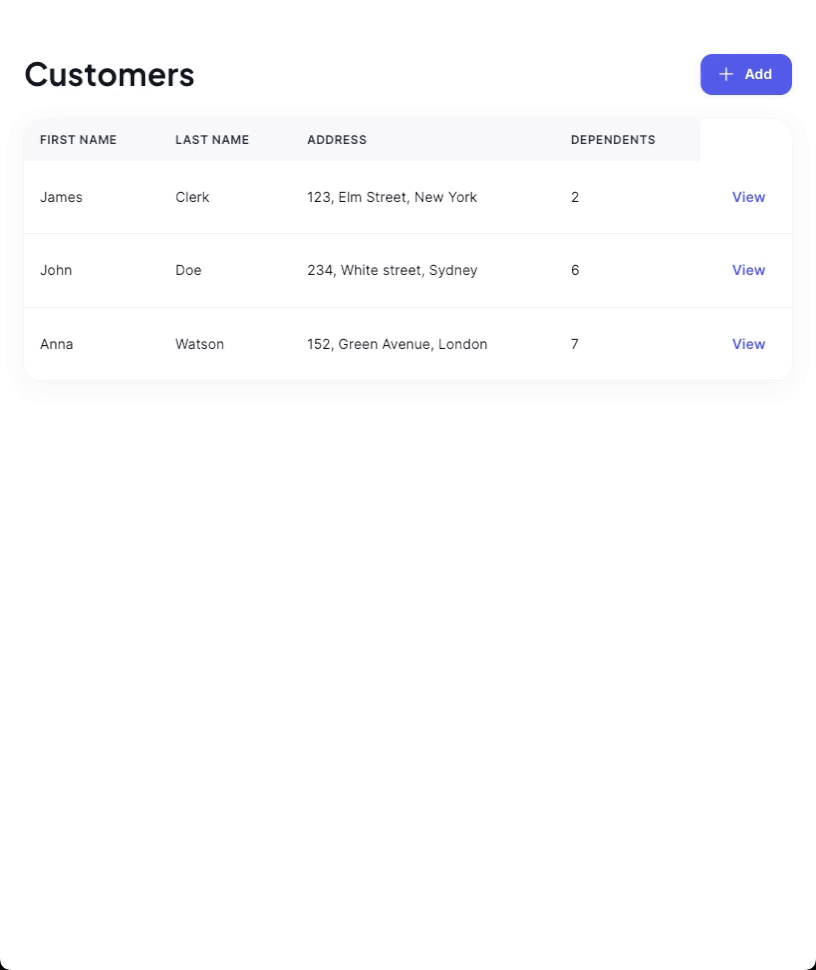 Customers
Add
FIRST NAME LAST NAME ADDRESS DEPENDENTS
James Clerk 123, Elm Street, New York 2 View
John Doe 234, White street, Sydney 6 View
Anna Watson 152, Green Avenue, London 7 View